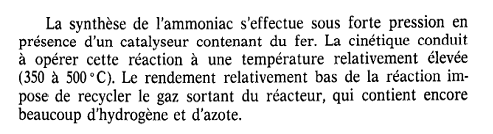 La synthèse de l'ammoniac s'effectue sous forte pression en
présence d'un catalyseur contenant du fer. La cinétique conduit
à opérer cette réaction à une température relativement élevée
(350 à 500 °C). Le rendement relativement bas de la réaction im-
pose de recycler le gaz sortant du réacteur, qui contient encore
beaucoup d'hydrogène et d'azote.